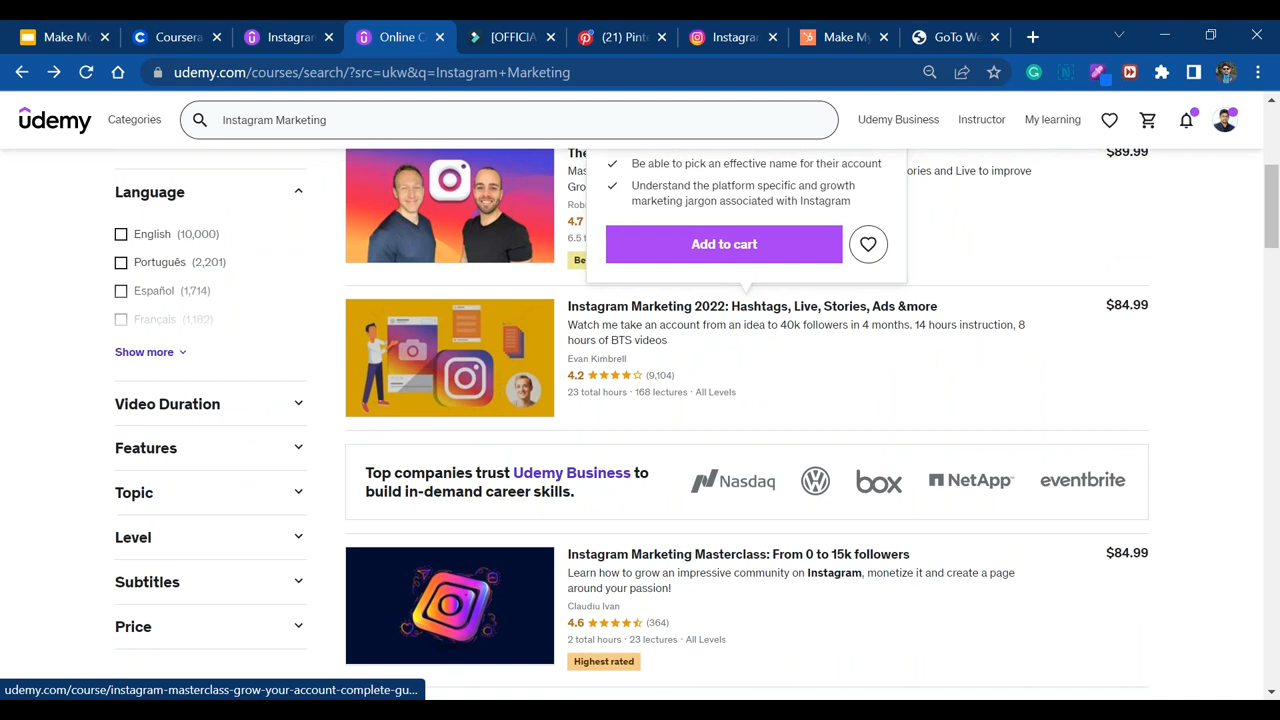 Make Mo
Coursera
Instagram
Online C
[OFFICIA
(21) Pint
Instagra
Make My
GoTo We
udemy.com/courses/search/?src=ukw&q=Instagram+Marketing
udemy
Categories
Instagram Marketing
Udemy Business
Instructor
My learning
Language
English (10,000)
Português (2,201)
Español (1,714)
Français (1,182)
Show more
Video Duration
Features
Topic
Level
Subtitles
Price
The
$89.99
Mas
ories and Live to improve
Gro
Robi
4.7
6.5 t
Be
Be able to pick an effective name for their account
Understand the platform specific and growth
marketing jargon associated with Instagram
Add to cart
Instagram Marketing 2022: Hashtags, Live, Stories, Ads &more
$84.99
Watch me take an account from an idea to 40k followers in 4 months. 14 hours instruction, 8
hours of BTS videos
Evan Kimbrell
4.2 (9,104)
23 total hours · 168 lectures · All Levels
Top companies trust Udemy Business to
build in-demand career skills.
Nasdaq
box
NetApp
eventbrite
Instagram Marketing Masterclass: From 0 to 15k followers
$84.99
Learn how to grow an impressive community on Instagram, monetize it and create a page
around your passion!
Claudiu Ivan
4.6 (364)
2 total hours · 23 lectures · All Levels
Highest rated
udemy.com/course/instagram-masterclass-grow-your-account-complete-gu...